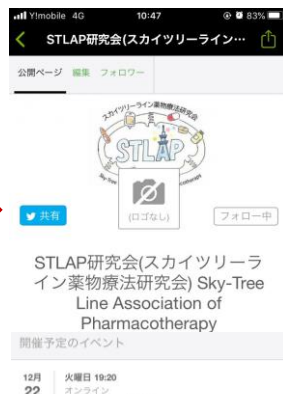 Y!mobile 4G 10:47 83%
STLAP研究会(スカイツリーライン…
公開ページ 編集 フォロワー
スカイツリーライン薬物療法研究会
STLAP
共有
(ロゴなし)
フォロー中
STLAP研究会(スカイツリーラ
イン薬物療法研究会) Sky-Tree
Line Association of
Pharmacotherapy
開催予定のイベント
12月 火曜日 19:20
22 オンライン